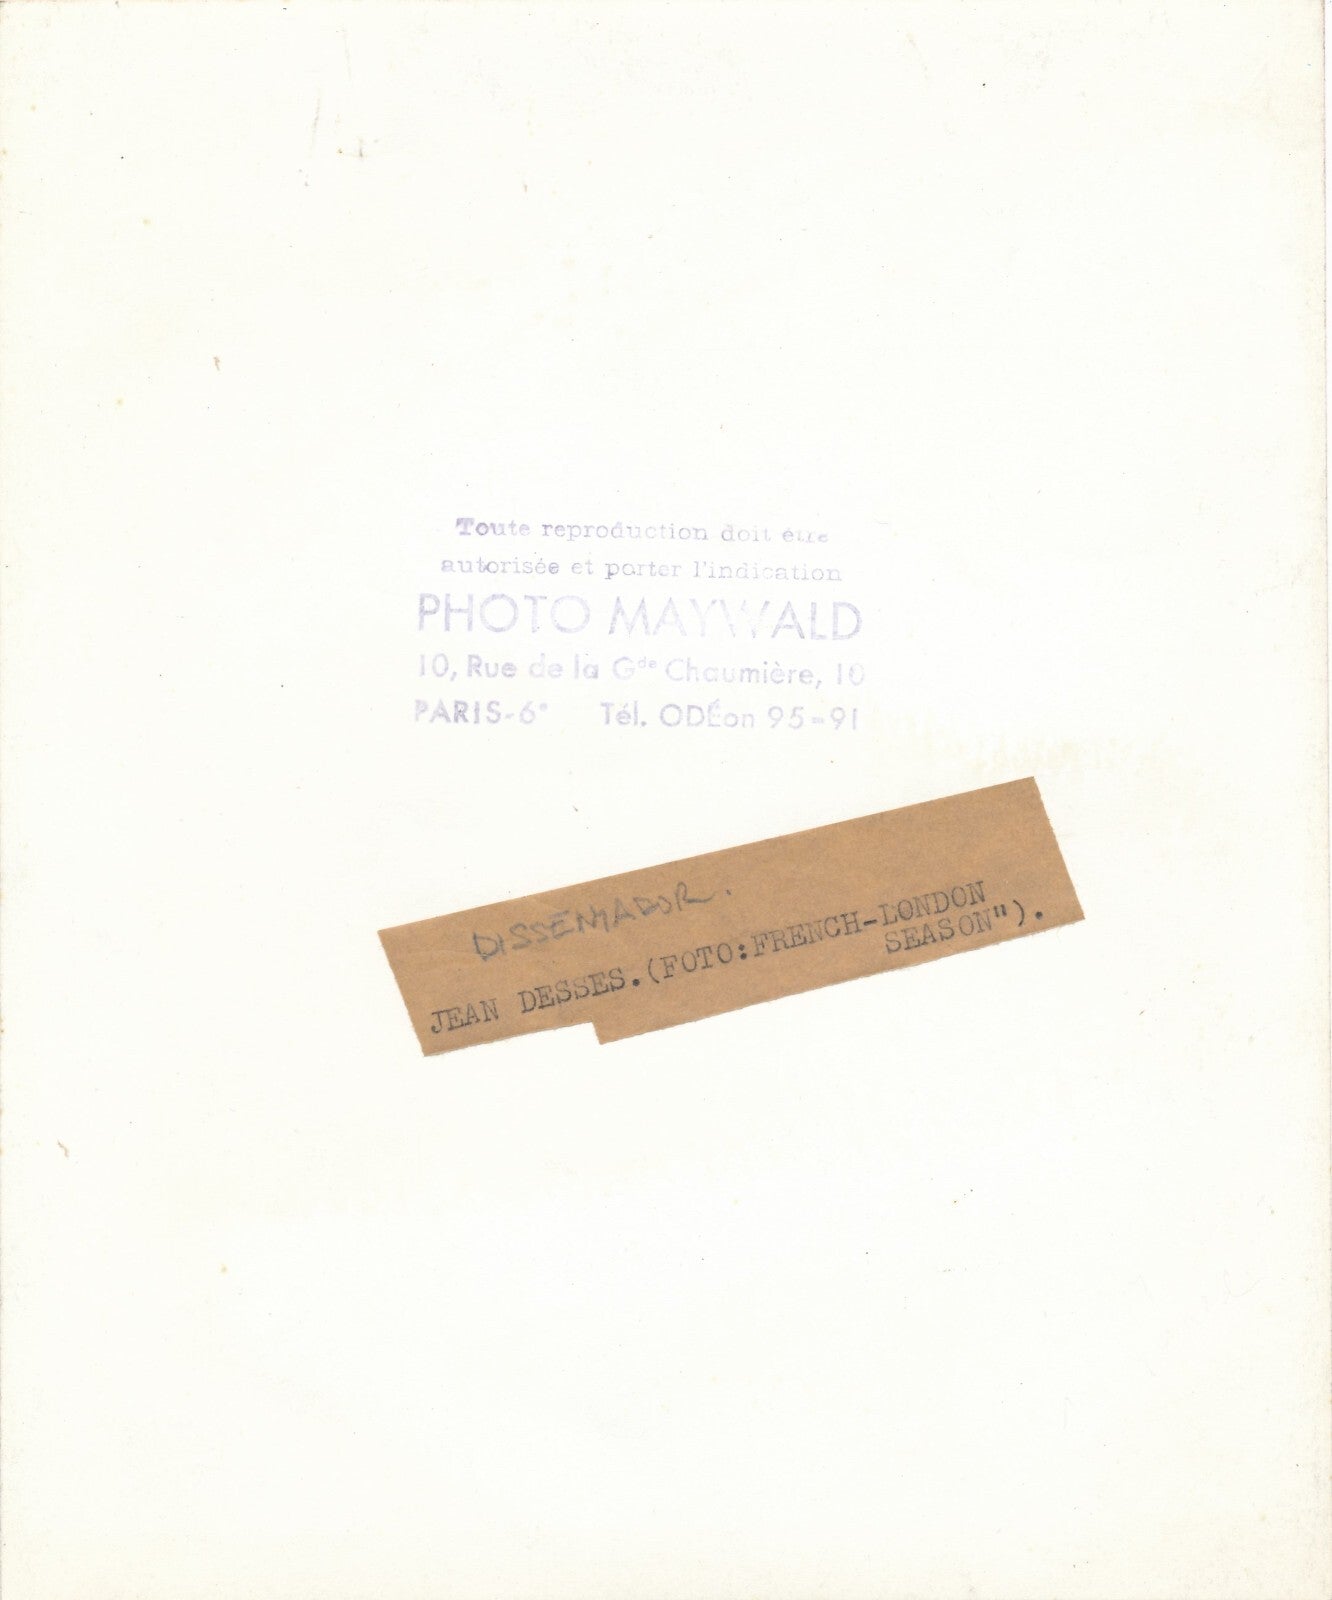 Toute reproduction doit être
autorisée et porter l'indication
PHOTO MAYWALD
10, Rue de la Gde Chaumière, 10
PARIS-6e Tél. ODÉon 95=91
DISSENYADOR.
JEAN DESSES.(FOTO:FRENCH-LONDON
SEASON").